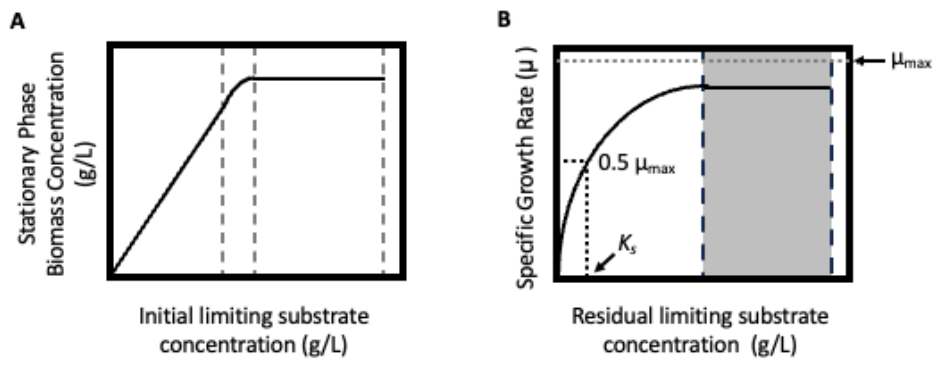 A
Stationary Phase
Biomass Concentration
(g/L)
Initial limiting substrate
concentration (g/L)
B
Specific Growth Rate (μ )
μmax
0.5 μmax
Ks
Residual limiting substrate
concentration  (g/L)